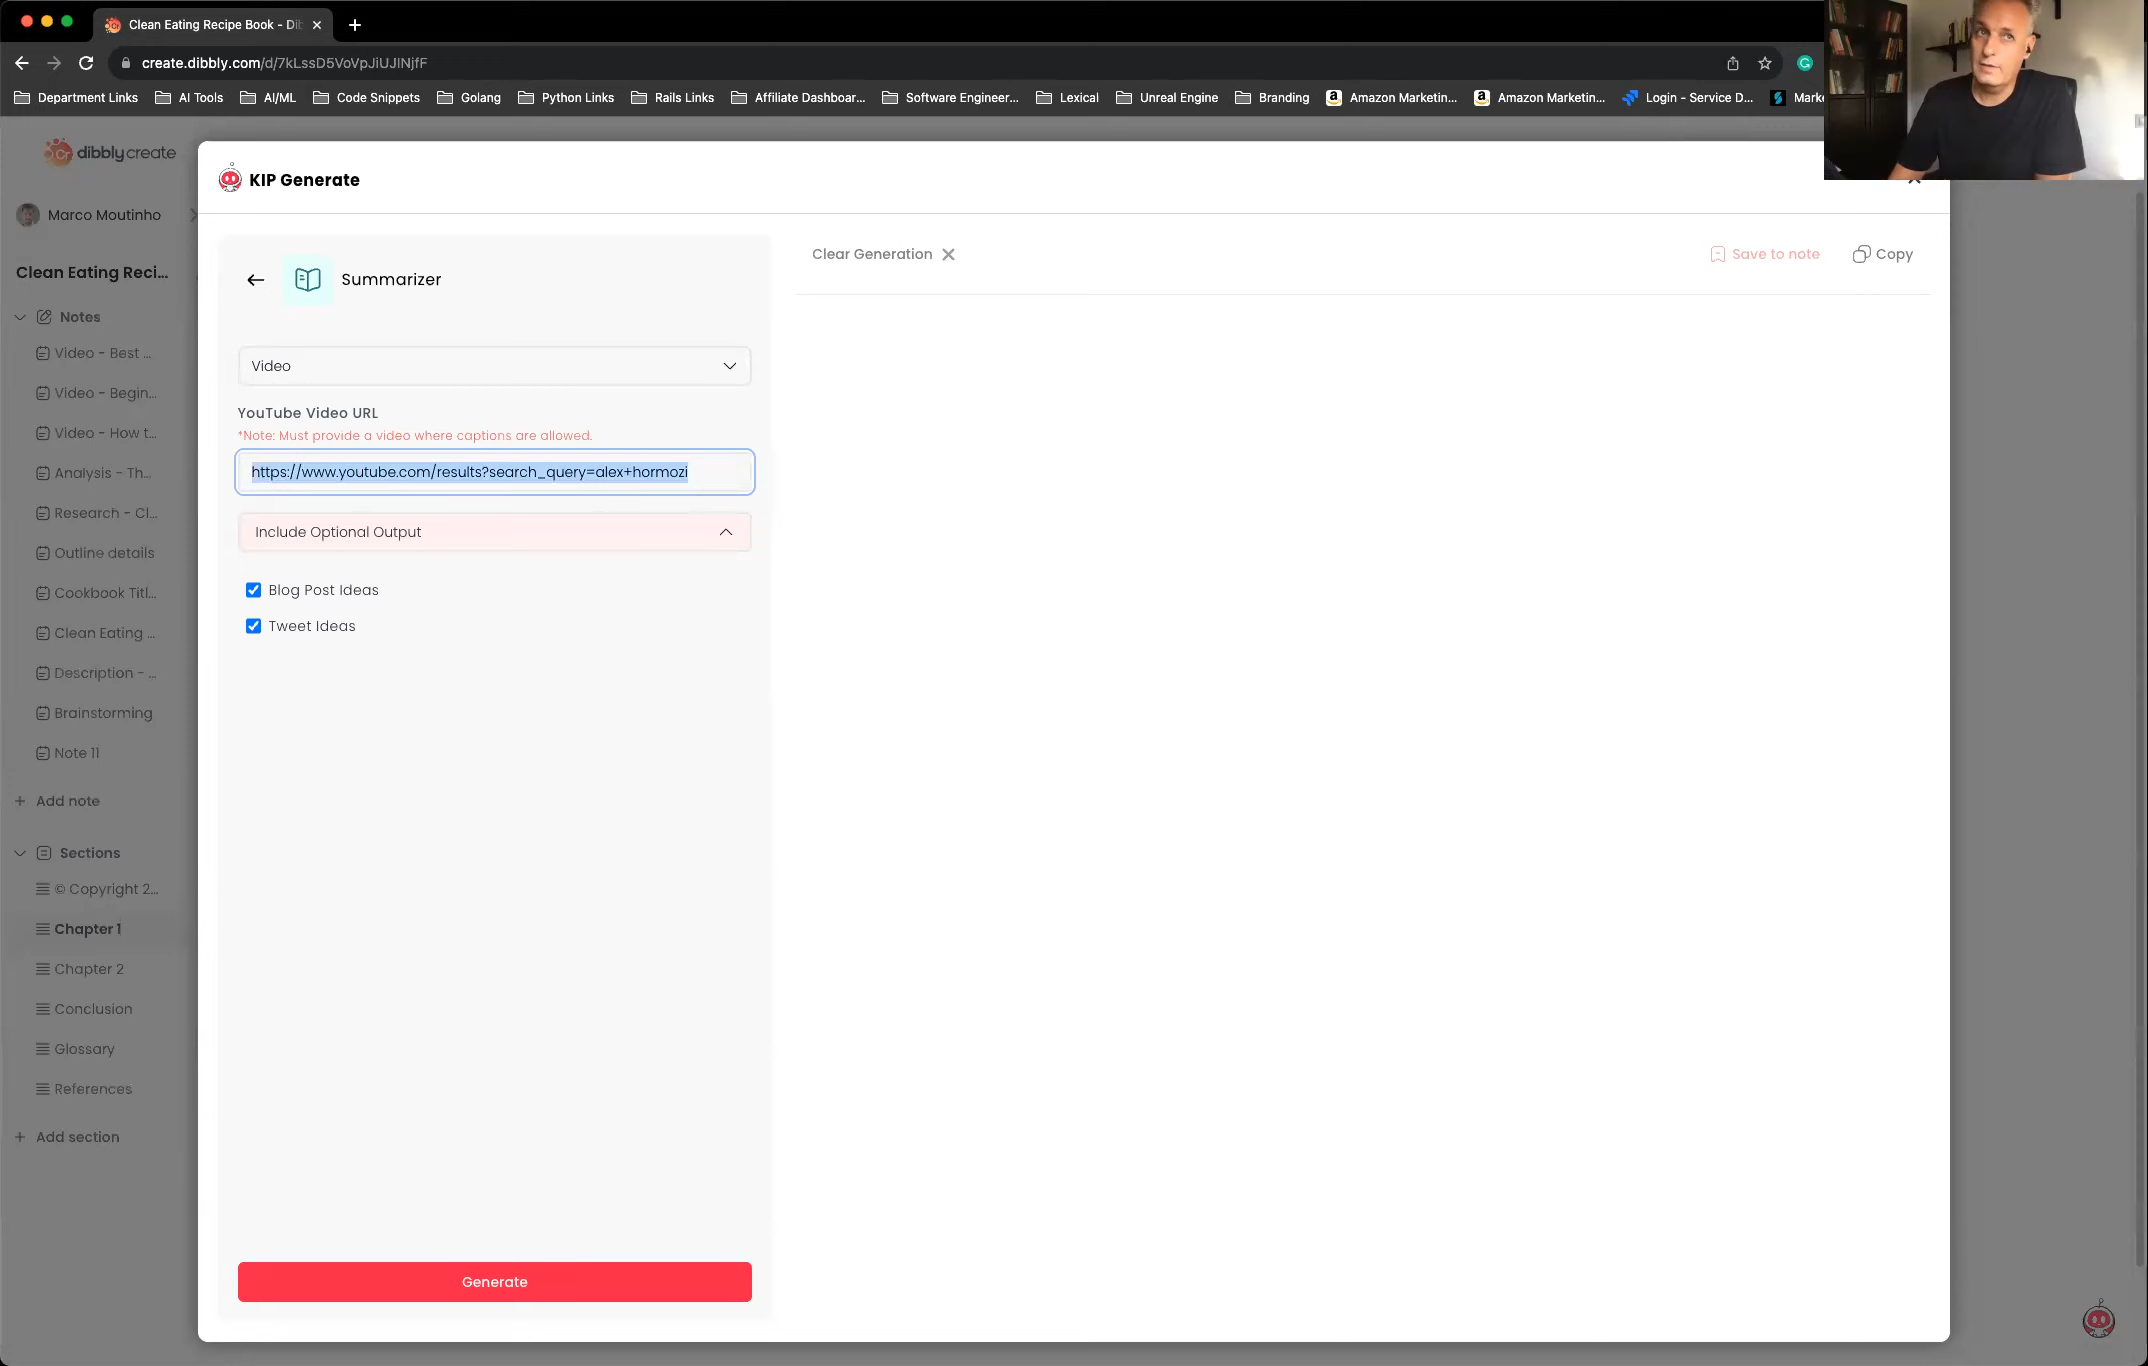 Clean Eating Recipe Book - Dib
create.dibbly.com/d/7kLssD5VoVpJiUJINjfF
Department Links
AI Tools
AI/ML
Code Snippets
Golang
Python Links
Rails Links
Affiliate Dashboar...
Software Engineer...
Lexical
Unreal Engine
Branding
Amazon Marketin...
Amazon Marketin...
Login - Service D...
Marke
dibblycreate
Marco Moutinho
Clean Eating Reci...
Notes
Video - Best ...
Video - Begin...
Video - How t...
Analysis - Th...
Research - Cl...
Outline details
Cookbook Titl...
Clean Eating ...
Description - ...
Brainstorming
Note 11
+ Add note
Sections
© Copyright 2...
Chapter 1
Chapter 2
Conclusion
Glossary
References
+ Add section
KIP Generate
Summarizer
Video
YouTube Video URL
*Note: Must provide a video where captions are allowed.
https://www.youtube.com/results?search_query=alex+hormozi
Include Optional Output
Blog Post Ideas
Tweet Ideas
Generate
Clear Generation
Save to note
Copy